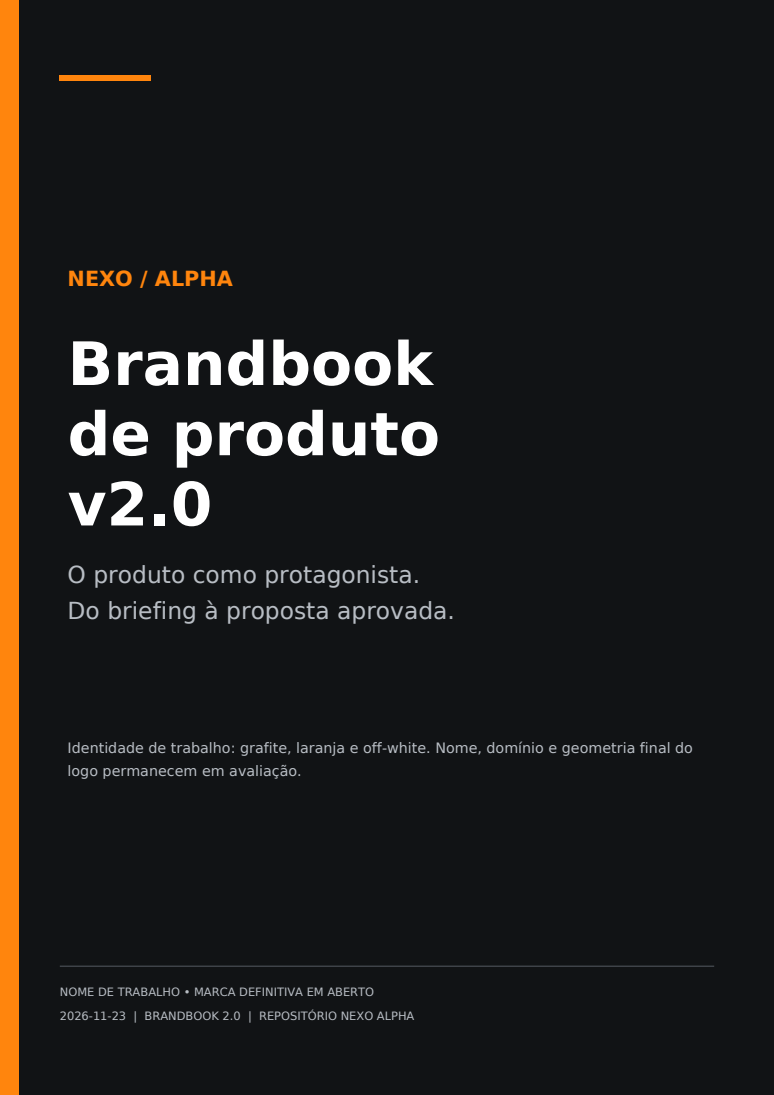 NEXO / ALPHA
Brandbook
de produto
v2.0
O produto como protagonista.
Do briefing à proposta aprovada.
Identidade de trabalho: grafite, laranja e off-white. Nome, domínio e geometria final do
logo permanecem em avaliação.
NOME DE TRABALHO • MARCA DEFINITIVA EM ABERTO
2026-11-23 | BRANDBOOK 2.0 | REPOSITÓRIO NEXO ALPHA